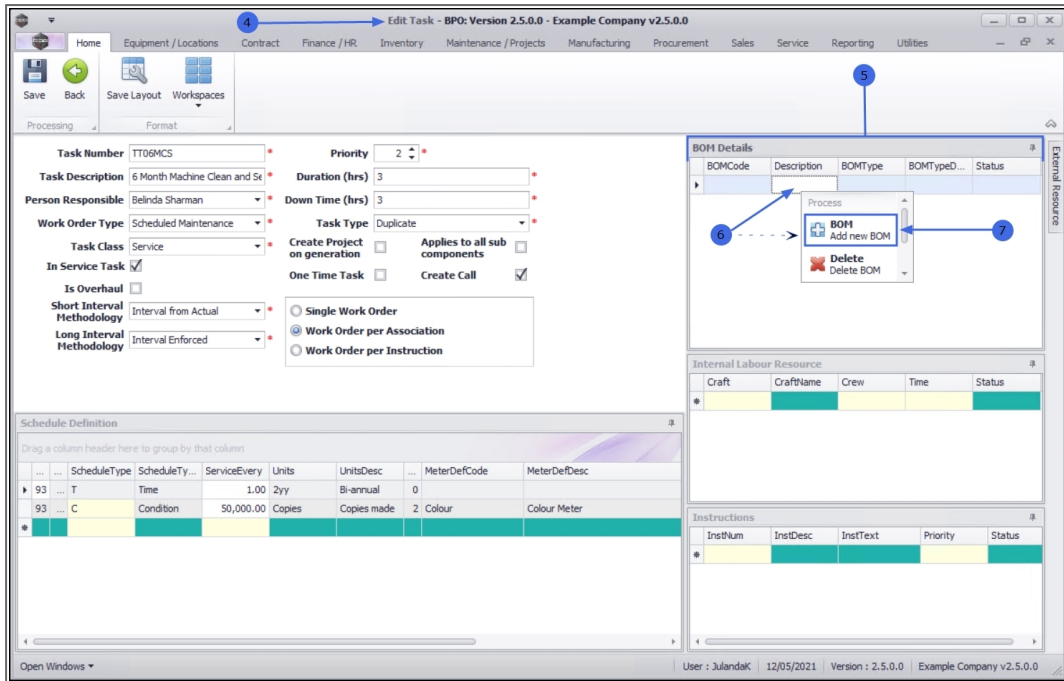 4
Edit Task - BPO: Version 2.5.0.0 - Example Company v2.5.0.0
Home Equipment / Locations Contract Finance / HR Inventory Maintenance / Projects Manufacturing Procurement Sales Service Reporting Utilities
Save Back Save Layout Workspaces
Processing Format
5
Task Number TT06MCS *
Task Description 6 Month Machine Clean and Se *
Person Responsible Belinda Sharman *
Work Order Type Scheduled Maintenance *
Task Class Service *
In Service Task
Is Overhaul
Short Interval Methodology Interval from Actual *
Long Interval Methodology Interval Enforced *
Priority 2 *
Duration (hrs) 3 *
Down Time (hrs) 3 *
Task Type Duplicate *
Create Project on generation Applies to all sub components
One Time Task Create Call
Single Work Order
Work Order per Association
Work Order per Instruction
BOM Details
BOMCode Description BOMType BOMTypeD... Status
Process
BOM
Add new BOM
Delete
Delete BOM
6
7
External Resource
Internal Labour Resource
Craft CraftName Crew Time Status
Schedule Definition
Drag a column header here to group by that column
... ... ScheduleType ScheduleTy... ServiceEvery Units UnitsDesc ... MeterDefCode MeterDefDesc
93 ... T Time 1.00 2yy Bi-annual 0
93 ... C Condition 50,000.00 Copies Copies made 2 Colour Colour Meter
Instructions
InstNum InstDesc InstText Priority Status
Open Windows User : JulandaK 12/05/2021 Version : 2.5.0.0 Example Company v2.5.0.0